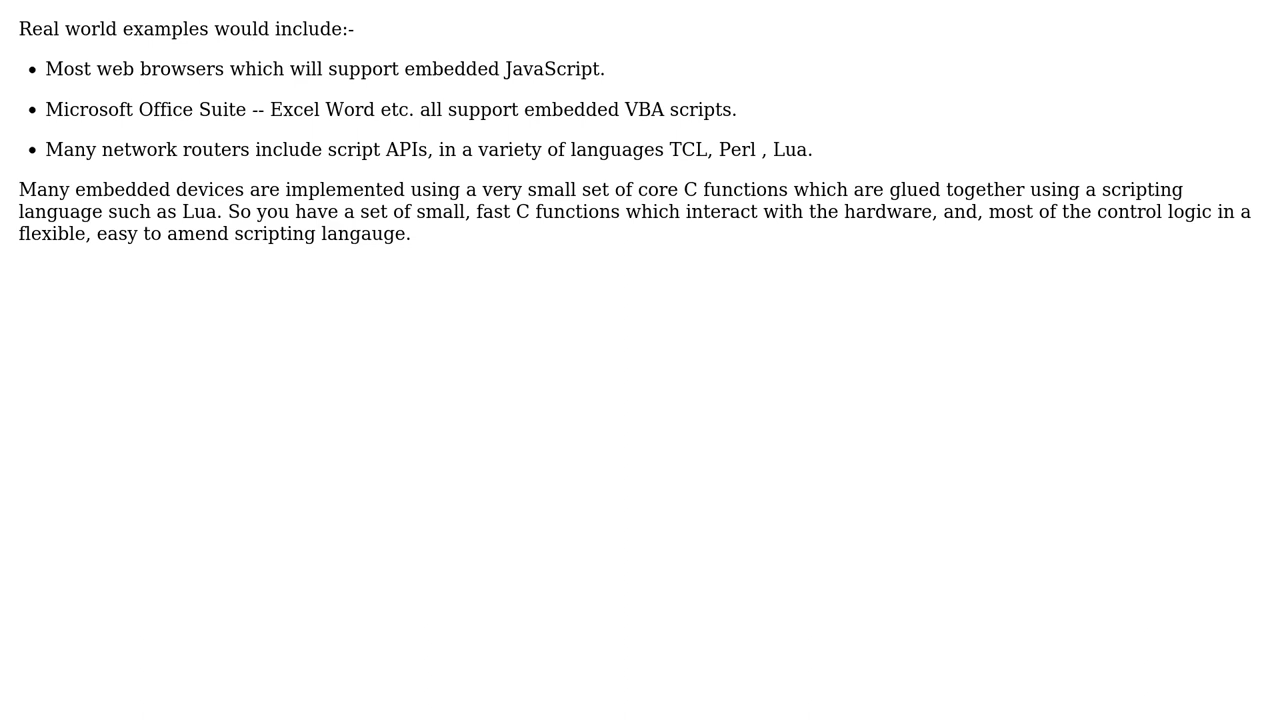 Real world examples would include:-
• Most web browsers which will support embedded JavaScript.
• Microsoft Office Suite -- Excel Word etc. all support embedded VBA scripts.
• Many network routers include script APIs, in a variety of languages TCL, Perl , Lua.
Many embedded devices are implemented using a very small set of core C functions which are glued together using a scripting
language such as Lua. So you have a set of small, fast C functions which interact with the hardware, and, most of the control logic in a
flexible, easy to amend scripting langauge.